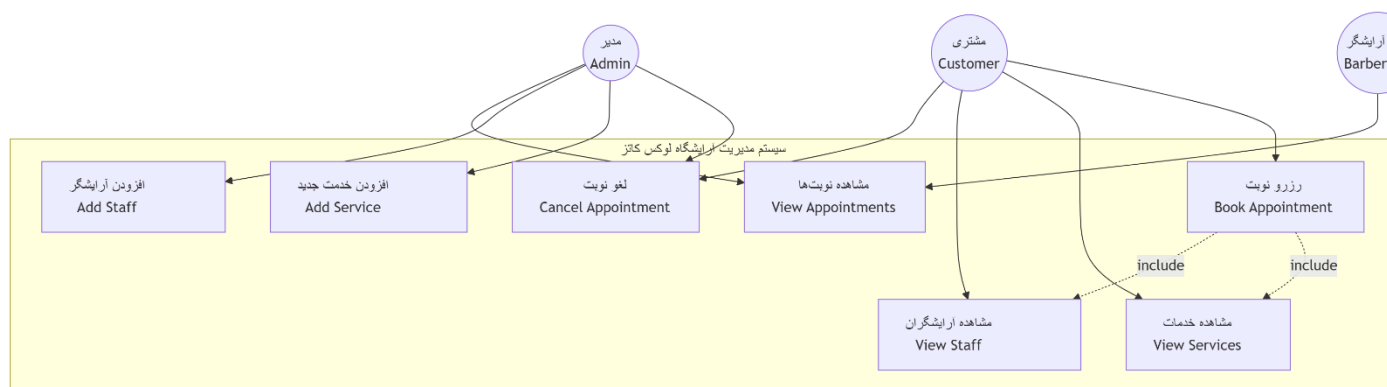 مدیر
Admin
مشتری
Customer
آرایشگر
Barber
سیستم مدیریت آرایشگاه لوکس کاتز
افزودن آرایشگر
Add Staff
افزودن خدمت جدید
Add Service
لغو نوبت
Cancel Appointment
مشاهده نوبت‌ها
View Appointments
رزرو نوبت
Book Appointment
include
include
مشاهده آرایشگران
View Staff
مشاهده خدمات
View Services